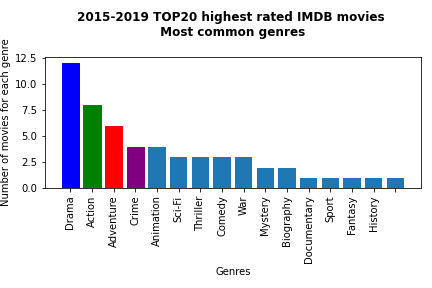 2015-2019 TOP20 highest rated IMDB movies
Most common genres
Number of movies for each genre
12.5
10.0
7.5
5.0
2.5
0.0
Drama
Action
Adventure
Crime
Animation
Sci-Fi
Thriller
Comedy
War
Mystery
Biography
Documentary
Sport
Fantasy
History
Genres